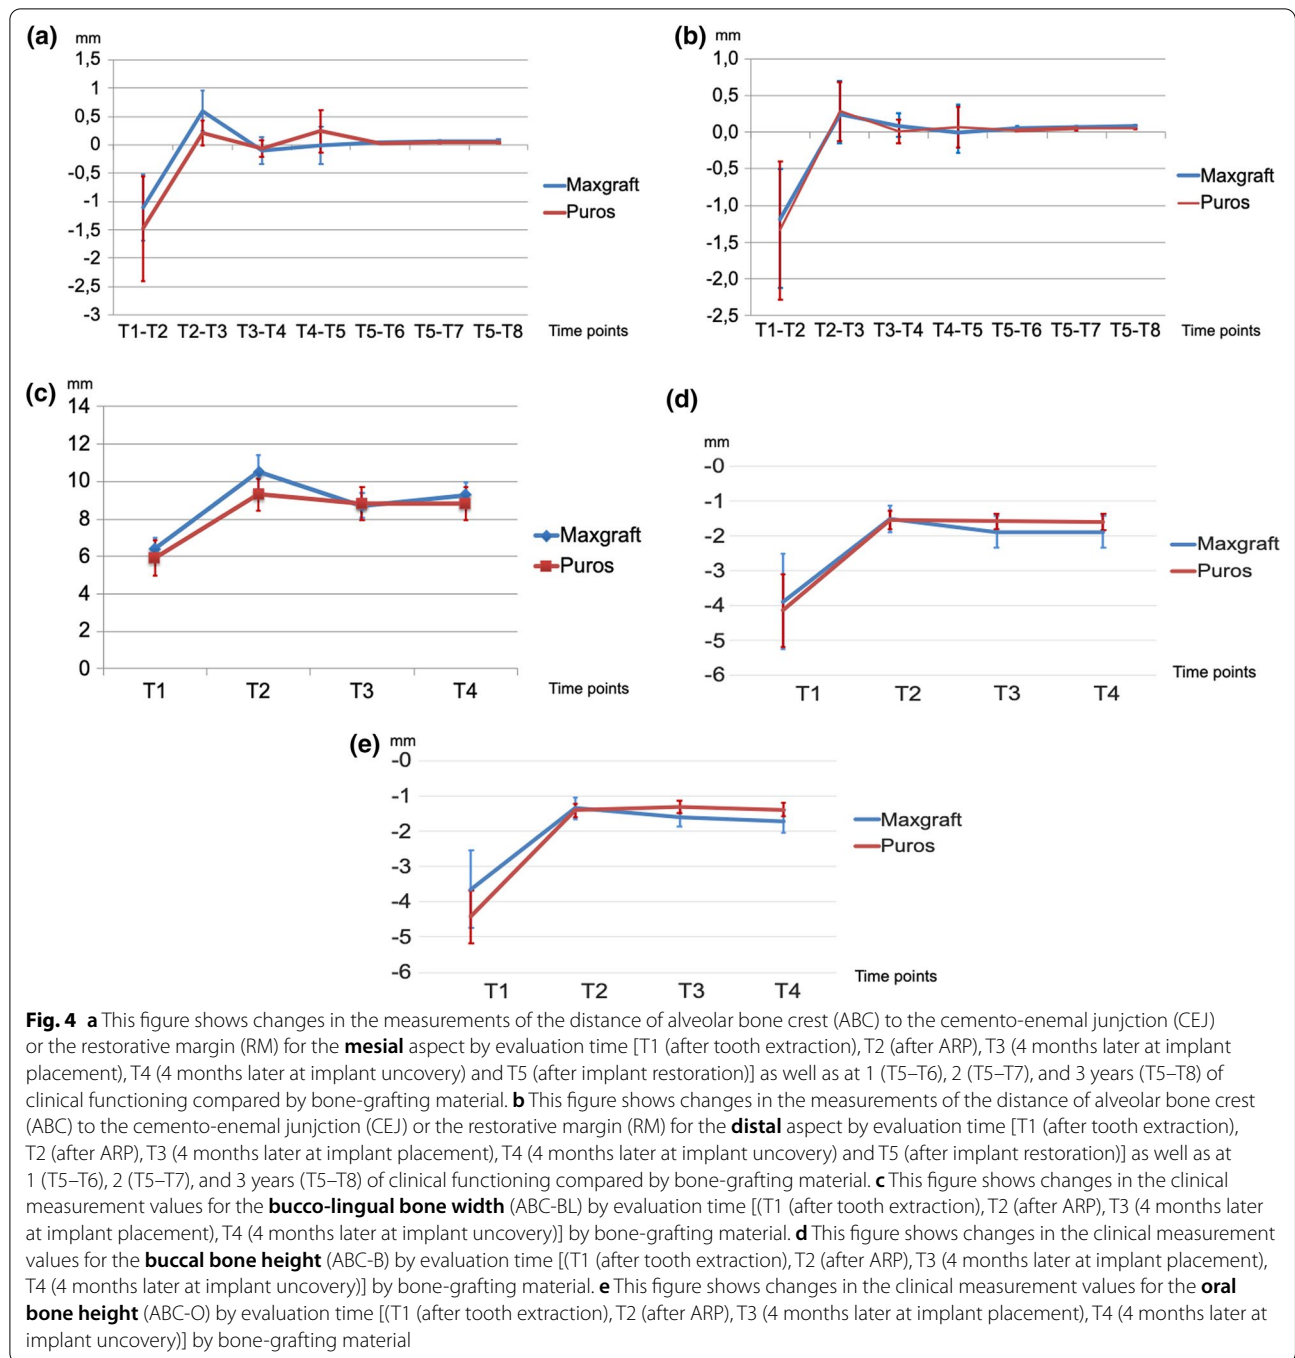 (a)
mm
1,5
1
0,5
0
-0,5
-1
-1,5
-2
-2,5
-3
T1-T2 T2-T3 T3-T4 T4-T5 T5-T6 T5-T7 T5-T8
Time points
Maxgraft
Puros
(b)
mm
1,0
0,5
0,0
-0,5
-1,0
-1,5
-2,0
-2,5
T1-T2 T2-T3 T3-T4 T4-T5 T5-T6 T5-T7 T5-T8
Time points
Maxgraft
Puros
(c)
mm
14
12
10
8
6
4
2
0
T1 T2 T3 T4
Time points
Maxgraft
Puros
(d)
mm
-0
-1
-2
-3
-4
-5
-6
T1 T2 T3 T4
Time points
Maxgraft
Puros
(e)
mm
-0
-1
-2
-3
-4
-5
-6
T1 T2 T3 T4
Time points
Maxgraft
Puros
Fig. 4 a This figure shows changes in the measurements of the distance of alveolar bone crest (ABC) to the cemento-enemal junjction (CEJ)
or the restorative margin (RM) for the mesial aspect by evaluation time [T1 (after tooth extraction), T2 (after ARP), T3 (4 months later at implant
placement), T4 (4 months later at implant uncovery) and T5 (after implant restoration)] as well as at 1 (T5–T6), 2 (T5–T7), and 3 years (T5–T8) of
clinical functioning compared by bone-grafting material. b This figure shows changes in the measurements of the distance of alveolar bone crest
(ABC) to the cemento-enemal junjction (CEJ) or the restorative margin (RM) for the distal aspect by evaluation time [T1 (after tooth extraction),
T2 (after ARP), T3 (4 months later at implant placement), T4 (4 months later at implant uncovery) and T5 (after implant restoration)] as well as at
1 (T5–T6), 2 (T5–T7), and 3 years (T5–T8) of clinical functioning compared by bone-grafting material. c This figure shows changes in the clinical
measurement values for the bucco-lingual bone width (ABC-BL) by evaluation time [(T1 (after tooth extraction), T2 (after ARP), T3 (4 months later
at implant placement), T4 (4 months later at implant uncovery)] by bone-grafting material. d This figure shows changes in the clinical measurement
values for the buccal bone height (ABC-B) by evaluation time [(T1 (after tooth extraction), T2 (after ARP), T3 (4 months later at implant placement),
T4 (4 months later at implant uncovery)] by bone-grafting material. e This figure shows changes in the clinical measurement values for the oral
bone height (ABC-O) by evaluation time [(T1 (after tooth extraction), T2 (after ARP), T3 (4 months later at implant placement), T4 (4 months later at
implant uncovery)] by bone-grafting material